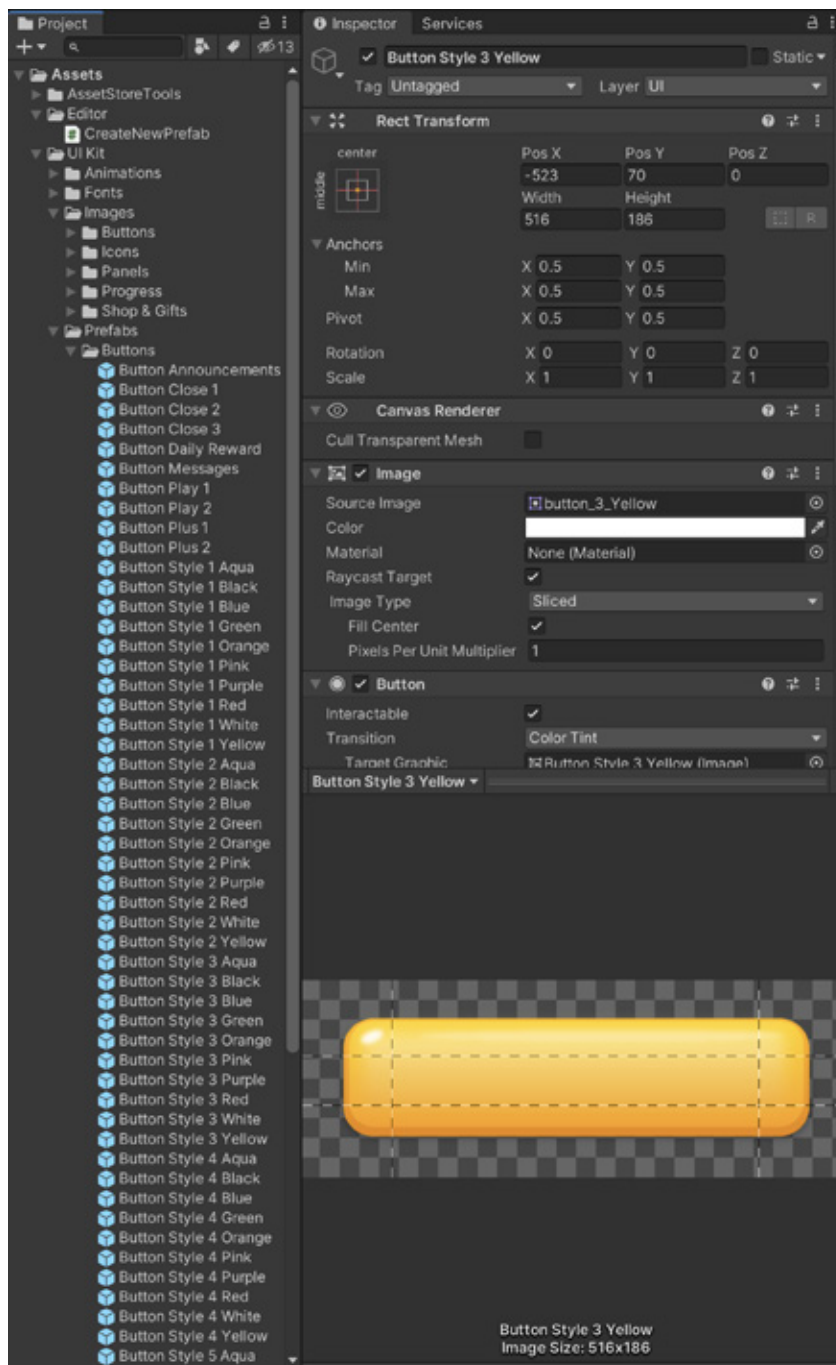 Project
13
Assets
AssetStoreTools
Editor
CreateNewPrefab
UI Kit
Animations
Fonts
Images
Buttons
Icons
Panels
Progress
Shop & Gifts
Prefabs
Buttons
Button Announcements
Button Close 1
Button Close 2
Button Close 3
Button Daily Reward
Button Messages
Button Play 1
Button Play 2
Button Plus 1
Button Plus 2
Button Style 1 Aqua
Button Style 1 Black
Button Style 1 Blue
Button Style 1 Green
Button Style 1 Orange
Button Style 1 Pink
Button Style 1 Purple
Button Style 1 Red
Button Style 1 White
Button Style 1 Yellow
Button Style 2 Aqua
Button Style 2 Black
Button Style 2 Blue
Button Style 2 Green
Button Style 2 Orange
Button Style 2 Pink
Button Style 2 Purple
Button Style 2 Red
Button Style 2 White
Button Style 2 Yellow
Button Style 3 Aqua
Button Style 3 Black
Button Style 3 Blue
Button Style 3 Green
Button Style 3 Orange
Button Style 3 Pink
Button Style 3 Purple
Button Style 3 Red
Button Style 3 White
Button Style 3 Yellow
Button Style 4 Aqua
Button Style 4 Black
Button Style 4 Blue
Button Style 4 Green
Button Style 4 Orange
Button Style 4 Pink
Button Style 4 Purple
Button Style 4 Red
Button Style 4 White
Button Style 4 Yellow
Button Style 5 Aqua
Inspector Services
Button Style 3 Yellow Static
Tag Untagged Layer UI
Rect Transform
center Pos X Pos Y Pos Z
middle -523 70 0
Width Height
516 186 R
Anchors
Min X 0.5 Y 0.5
Max X 0.5 Y 0.5
Pivot X 0.5 Y 0.5
Rotation X 0 Y 0 Z 0
Scale X 1 Y 1 Z 1
Canvas Renderer
Cull Transparent Mesh
Image
Source Image button_3_Yellow
Color
Material None (Material)
Raycast Target
Image Type Sliced
Fill Center
Pixels Per Unit Multiplier 1
Button
Interactable
Transition Color Tint
Target Graphic Button Style 3 Yellow (Image)
Button Style 3 Yellow
Button Style 3 Yellow
Image Size: 516x186